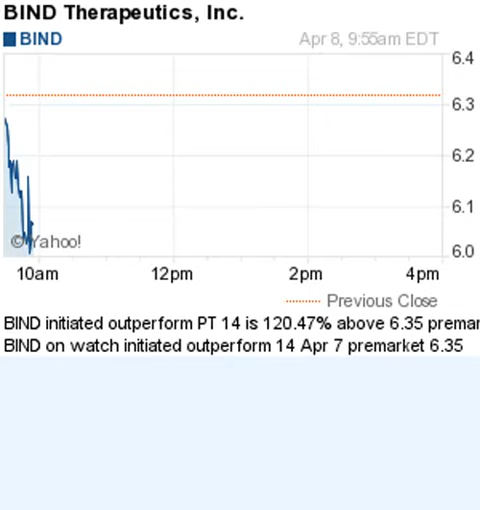 BIND Therapeutics, Inc.
BIND Apr 8, 9:55am EDT
6.4
6.3
6.2
6.1
6.0
© Yahoo!
10am 12pm 2pm 4pm
Previous Close
BIND initiated outperform PT 14 is 120.47% above 6.35 premar
BIND on watch initiated outperform 14 Apr 7 premarket 6.35